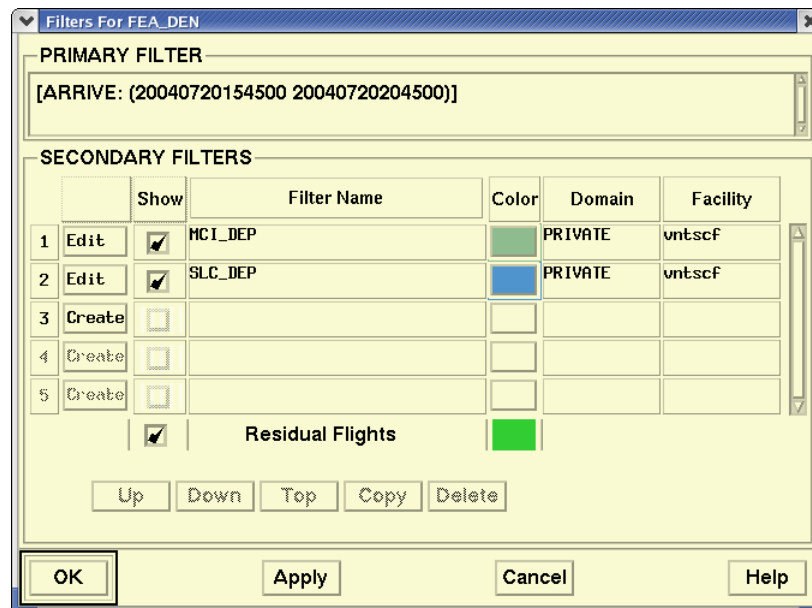 Filters For FEA_DEN
PRIMARY FILTER
[ARRIVE: (20040720154500 20040720204500)]
SECONDARY FILTERS
Show Filter Name Color Domain Facility
1 Edit MCI_DEP PRIVATE vntscf
2 Edit SLC_DEP PRIVATE vntscf
3 Create
4 Create
5 Create
Residual Flights
Up Down Top Copy Delete
OK Apply Cancel Help